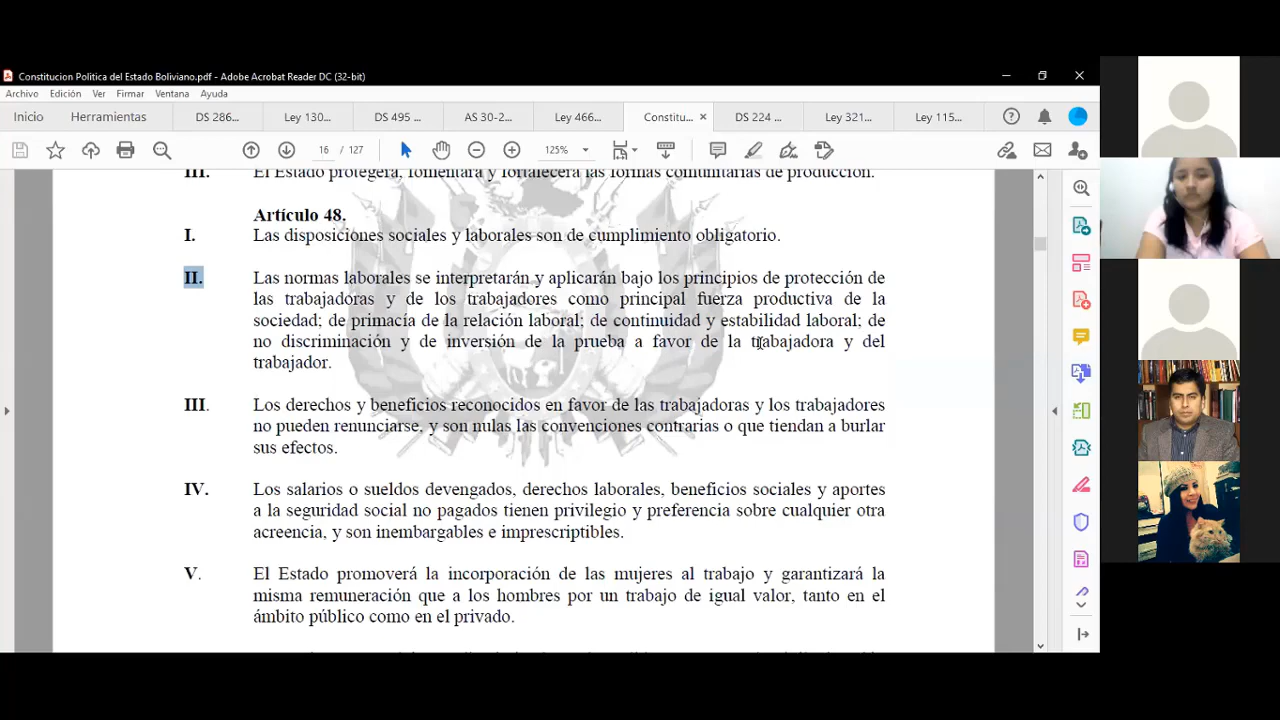 Constitucion Politica del Estado Boliviano.pdf - Adobe Acrobat Reader DC (32-bit)
Archivo Edición Ver Firmar Ventana Ayuda
Inicio Herramientas DS 286... Ley 130... DS 495 ... AS 30-2... Ley 466... Constitu... DS 224 ... Ley 321... Ley 115...
16 / 127 125%
III. El Estado protegerá, fomentará y fortalecerá las formas comunitarias de producción.
Artículo 48.
I. Las disposiciones sociales y laborales son de cumplimiento obligatorio.
II. Las normas laborales se interpretarán y aplicarán bajo los principios de protección de
las trabajadoras y de los trabajadores como principal fuerza productiva de la
sociedad; de primacía de la relación laboral; de continuidad y estabilidad laboral; de
no discriminación y de inversión de la prueba a favor de la trabajadora y del
trabajador.
III. Los derechos y beneficios reconocidos en favor de las trabajadoras y los trabajadores
no pueden renunciarse, y son nulas las convenciones contrarias o que tiendan a burlar
sus efectos.
IV. Los salarios o sueldos devengados, derechos laborales, beneficios sociales y aportes
a la seguridad social no pagados tienen privilegio y preferencia sobre cualquier otra
acreencia, y son inembargables e imprescriptibles.
V. El Estado promoverá la incorporación de las mujeres al trabajo y garantizará la
misma remuneración que a los hombres por un trabajo de igual valor, tanto en el
ámbito público como en el privado.